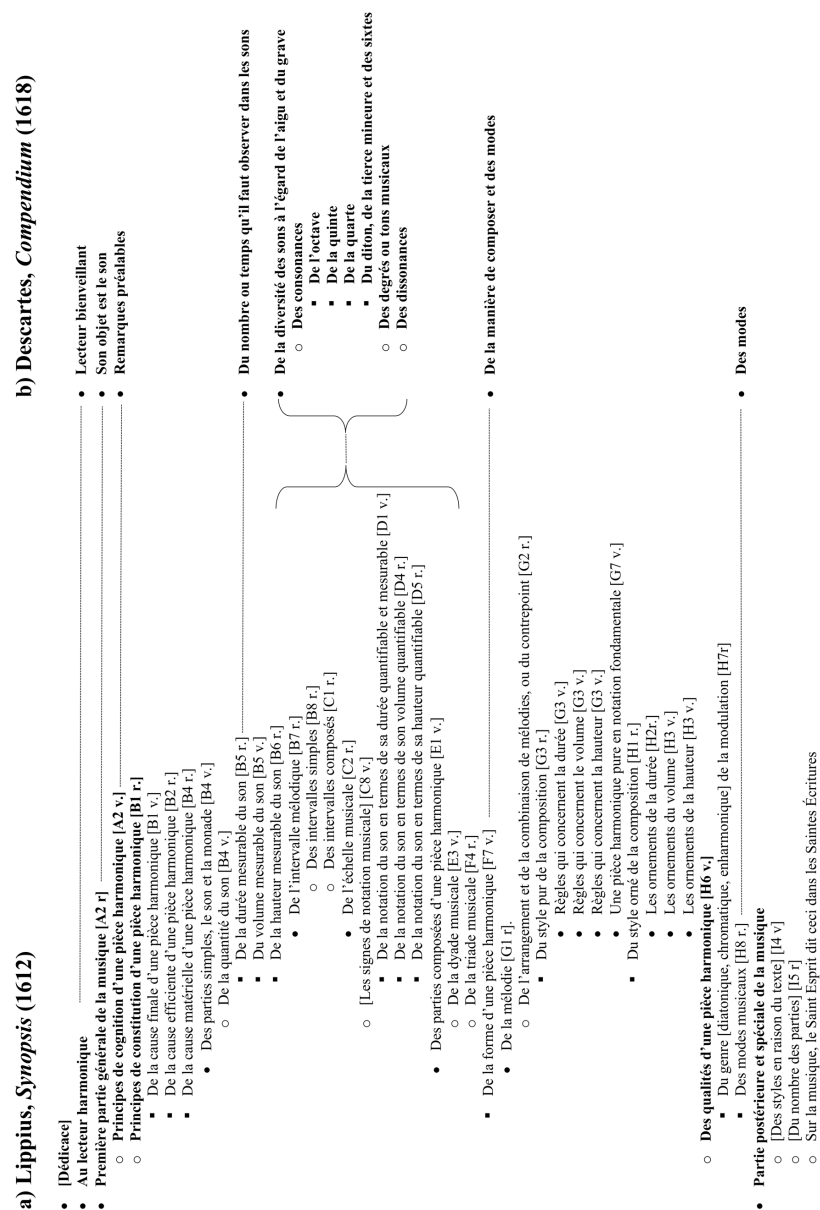 a) Lippius, Synopsis (1612)
• [Dédicace]
• Au lecteur harmonique
• Première partie générale de la musique [A2 r]
○ Principes de cognition d'une pièce harmonique [A2 v.]
○ Principes de constitution d'une pièce harmonique [B1 r.]
▪ De la cause finale d'une pièce harmonique [B1 v.]
▪ De la cause efficiente d'une pièce harmonique [B2 r.]
▪ De la cause matérielle d'une pièce harmonique [B4 r.]
• Des parties simples, le son et la monade [B4 v.]
○ De la quantité du son [B4 v.]
▪ De la durée mesurable du son [B5 r.]
▪ Du volume mesurable du son [B5 v.]
▪ De la hauteur mesurable du son [B6 r.]
• De l'intervalle mélodique [B7 r.]
○ Des intervalles simples [B8 r.]
○ Des intervalles composés [C1 r.]
• De l'échelle musicale [C2 r.]
○ [Les signes de notation musicale] [C8 v.]
▪ De la notation du son en termes de sa durée quantifiable et mesurable [D1 v.]
▪ De la notation du son en termes de son volume quantifiable [D4 r.]
▪ De la notation du son en termes de sa hauteur quantifiable [D5 r.]
• Des parties composées d'une pièce harmonique [E1 v.]
○ De la dyade musicale [E3 v.]
○ De la triade musicale [F4 r.]
▪ De la forme d'une pièce harmonique [F7 v.]
• De la mélodie [G1 r].
○ De l'arrangement et de la combinaison de mélodies, ou du contrepoint [G2 r.]
▪ Du style pur de la composition [G3 r.]
• Règles qui concernent la durée [G3 v.]
• Règles qui concernent le volume [G3 v.]
• Règles qui concernent la hauteur [G3 v.]
• Une pièce harmonique pure en notation fondamentale [G7 v.]
▪ Du style orné de la composition [H1 r.]
• Les ornements de la durée [H2r.]
• Les ornements du volume [H3 v.]
• Les ornements de la hauteur [H3 v.]
○ Des qualités d'une pièce harmonique [H6 v.]
▪ Du genre [diatonique, chromatique, enharmonique] de la modulation [H7r]
▪ Des modes musicaux [H8 r.]
• Partie postérieure et spéciale de la musique
○ [Des styles en raison du texte] [I4 v]
○ [Du nombre des parties] [I5 r]
○ Sur la musique, le Saint Esprit dit ceci dans les Saintes Écritures
b) Descartes, Compendium (1618)
• Lecteur bienveillant
• Son objet est le son
• Remarques préalables
• Du nombre ou temps qu'il faut observer dans les sons
• De la diversité des sons à l'égard de l'aigu et du grave
○ Des consonances
▪ De l'octave
▪ De la quinte
▪ De la quarte
▪ Du diton, de la tierce mineure et des sixtes
○ Des degrés ou tons musicaux
○ Des dissonances
• De la manière de composer et des modes
• Des modes